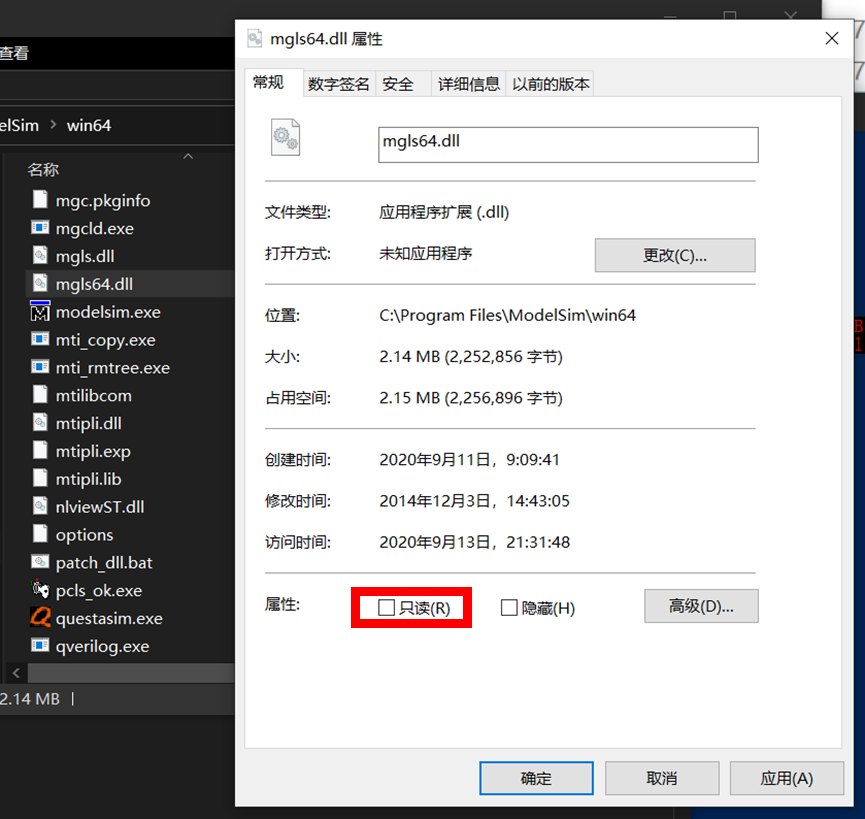 查看
mgls64.dll 属性
常规 数字签名 安全 详细信息 以前的版本
elSim > win64
名称
mgc.pkginfo
mgcld.exe
mgls.dll
mgls64.dll
modelsim.exe
mti_copy.exe
mti_rmtree.exe
mtilibcom
mtipli.dll
mtipli.exp
mtipli.lib
nlviewST.dll
options
patch_dll.bat
pcls_ok.exe
questasim.exe
qverilog.exe
2.14 MB
mgls64.dll
文件类型: 应用程序扩展 (.dll)
打开方式: 未知应用程序 更改(C)...
位置: C:\Program Files\ModelSim\win64
大小: 2.14 MB (2,252,856 字节)
占用空间: 2.15 MB (2,256,896 字节)
创建时间: 2020年9月11日，9:09:41
修改时间: 2014年12月3日，14:43:05
访问时间: 2020年9月13日，21:31:48
属性: 只读(R) 隐藏(H) 高级(D)...
确定 取消 应用(A)
7
7
B
1